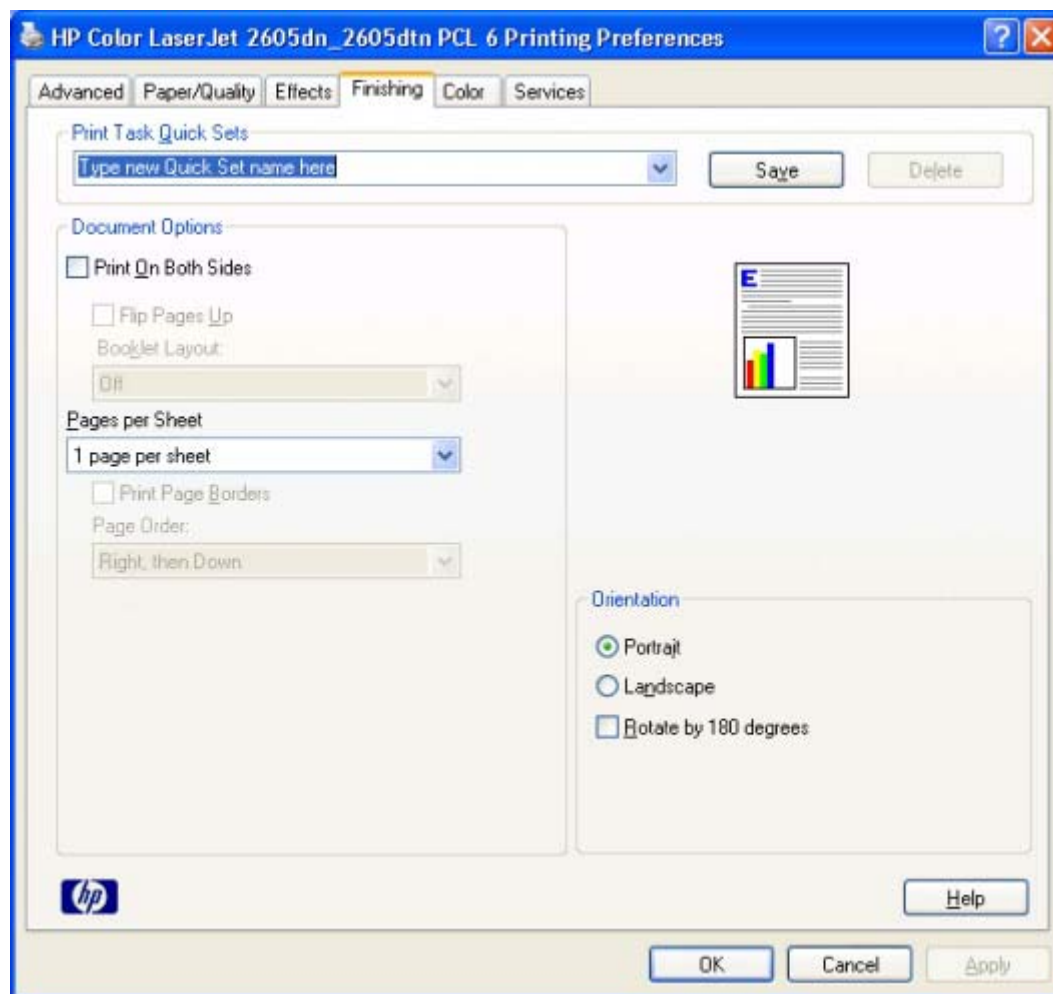 HP Color LaserJet 2605dn_2605dtn PCL 6 Printing Preferences
?
Advanced Paper/Quality Effects Finishing Color Services
Print Task Quick Sets
Type new Quick Set name here
Save
Delete
Document Options
Print On Both Sides
Flip Pages Up
Booklet Layout:
Off
Pages per Sheet
1 page per sheet
Print Page Borders
Page Order:
Right, then Down
E
Orientation
Portrait
Landscape
Rotate by 180 degrees
hp
Help
OK Cancel Apply